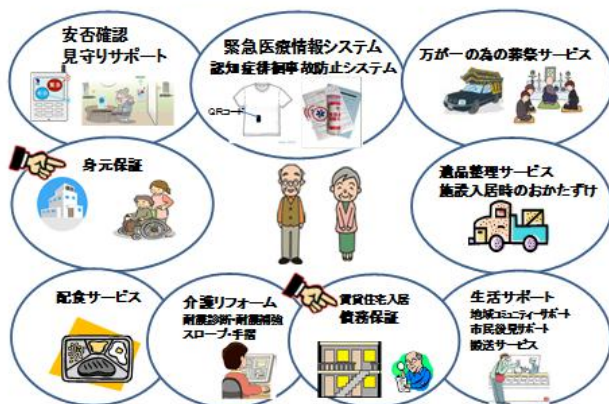 安否確認
見守りサポート
緊急医療情報システム
認知症徘徊事故防止システム
QRコード
万が一の為の葬祭サービス
身元保証
遺品整理サービス
施設入居時のおかたずけ
配食サービス
介護リフォーム
耐震診断・耐震補強
スロープ・手摺
賃貸住宅入居
債務保証
生活サポート
地域コミュニティーサポート
市民後見サポート
搬送サービス